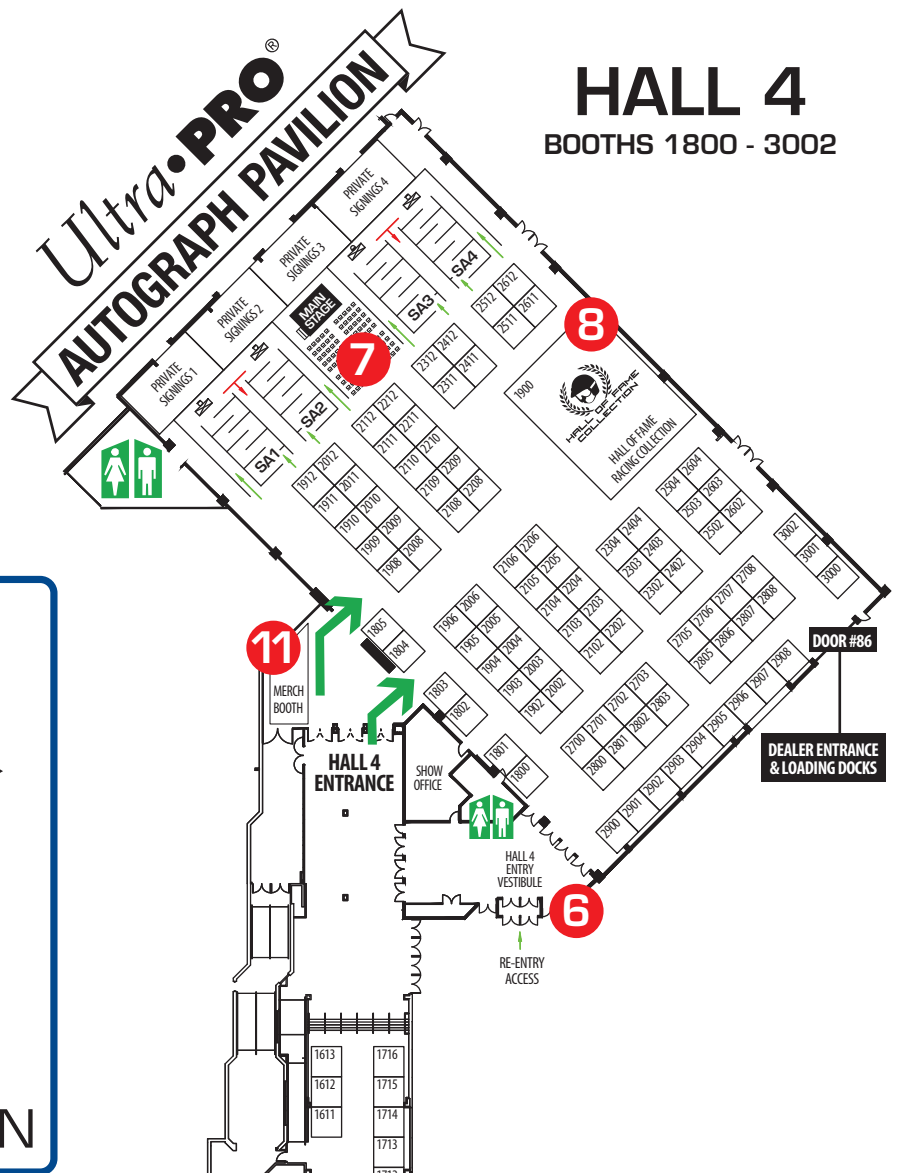 Ultra•PRO®
AUTOGRAPH PAVILION
HALL 4
BOOTHS 1800 - 3002
PRIVATE
SIGNINGS 4
PRIVATE
SIGNINGS 3
PRIVATE
SIGNINGS 2
PRIVATE
SIGNINGS 1
MAIN
STAGE
SA4
SA3
SA2
SA1
7
8
2512 2612
2511 2611
2312 2412
2311 2411
2112 2212
2111 2211
2110 2210
2109 2209
2108 2208
1912 2012
1911 2011
1910 2010
1909 2009
1908 2008
1900
HALL OF FAME
COLLECTION
HALL OF FAME
RACING COLLECTION
2504 2604
2503 2603
2502 2602
2304 2404
2303 2403
2302 2402
2106 2206
2105 2205
2104 2204
2103 2203
2102 2202
1906 2006
1905 2005
1904 2004
1903 2003
1902 2002
3002
3001
3000
2705 2706 2707 2708
2805 2806 2807 2808
2700 2701 2702 2703
2800 2801 2802 2803
2900 2901 2902 2903 2904 2905 2906 2907 2908
1805
1804
1803
1802
1801
1800
11
MERCH
BOOTH
HALL 4
ENTRANCE
SHOW
OFFICE
DOOR #86
DEALER ENTRANCE
& LOADING DOCKS
HALL 4
ENTRY
VESTIBULE
6
RE-ENTRY
ACCESS
1613
1612
1611
1716
1715
1714
1713
1712
N